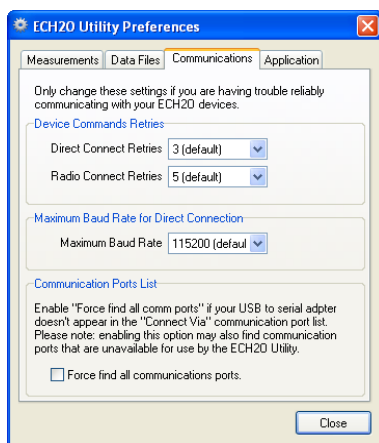 ECH2O Utility Preferences
Measurements Data Files Communications Application
Only change these settings if you are having trouble reliably
communicating with your ECH2O devices.
Device Commands Retries
Direct Connect Retries 3 (default)
Radio Connect Retries 5 (default)
Maximum Baud Rate for Direct Connection
Maximum Baud Rate 115200 (defaul
Communication Ports List
Enable "Force find all comm ports" if your USB to serial adpter
doesn't appear in the "Connect Via" communication port list.
Please note: enabling this option may also find communication
ports that are unavailable for use by the ECH2O Utility.
Force find all communications ports.
Close